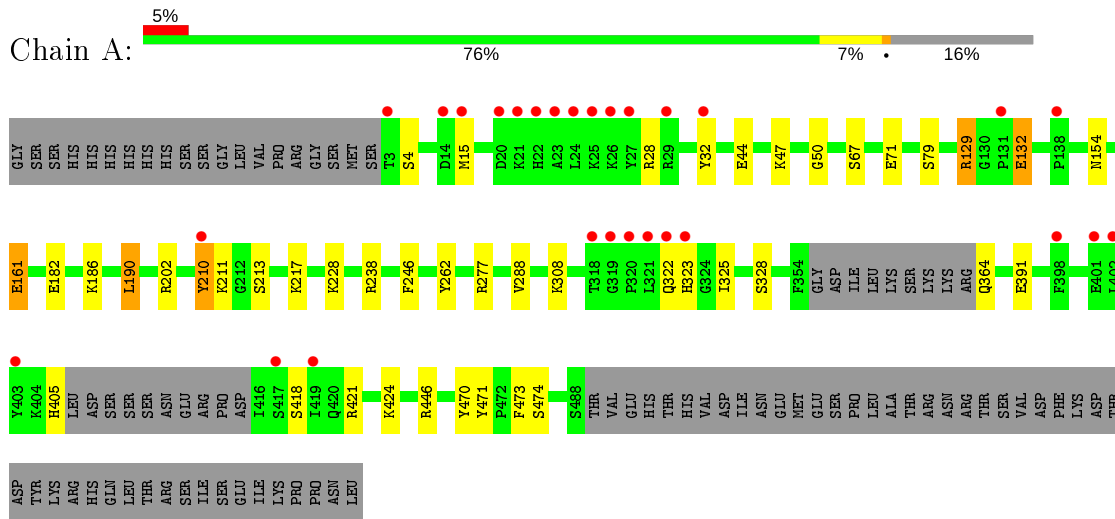 5%
Chain A:
76% 7% • 16%
GLY SER SER HIS HIS HIS HIS HIS HIS SER SER GLY LEU VAL PRO ARG GLY SER MET SER T3 S4 D14 M15 D20 K21 H22 A23 L24 K25 K26 Y27 R28 R29 Y32 E44 K47 G50 S67 E71 S79 R129 G130 P131 E132 P138 N154
E161 E182 K186 L190 R202 Y210 K211 G212 S213 K217 K228 R238 F246 Y262 R277 V288 K308 T318 G319 P320 L321 Q322 H323 G324 I325 S328 F354 GLY ASP ILE LEU LYS SER LYS LYS ARG Q364 E391 F398 E401 L402
Y403 K404 H405 LEU ASP SER SER SER ASN GLU ARG PRO ASP I416 S417 S418 I419 Q420 R421 K424 R446 Y470 Y471 P472 F473 S474 S488 THR VAL GLU HIS THR HIS VAL ASP ILE ASN GLU MET GLU SER PRO LEU ALA THR ARG ASN ARG THR SER VAL ASP PHE LYS ASP THR
ASP TYR LYS ARG HIS GLN LEU THR ARG SER ILE SER GLU ILE LYS PRO PRO ASN LEU